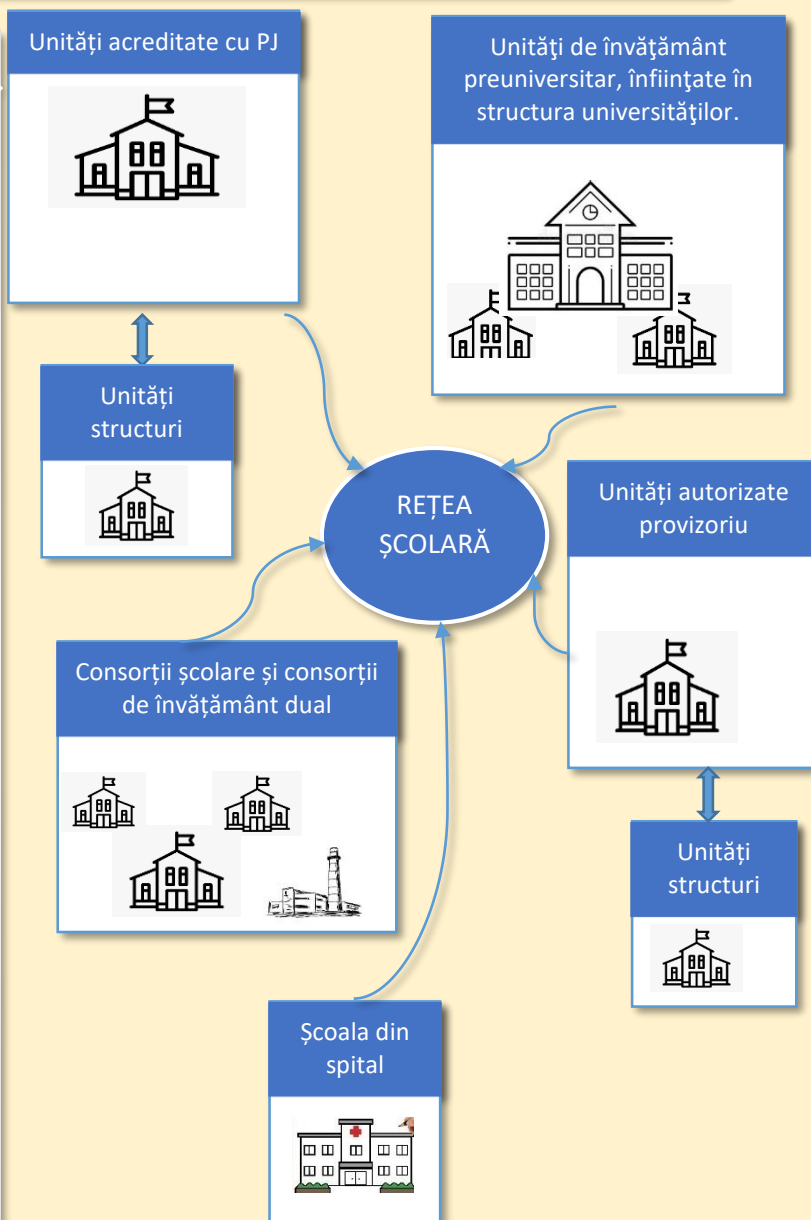 Unități acreditate cu PJ
Unităţi de învăţământ
preuniversitar, înfiinţate în
structura universităţilor.
Unități
structuri
REȚEA
ȘCOLARĂ
Unități autorizate
provizoriu
Consorții școlare și consorții
de învățământ dual
Unități
structuri
Școala din
spital